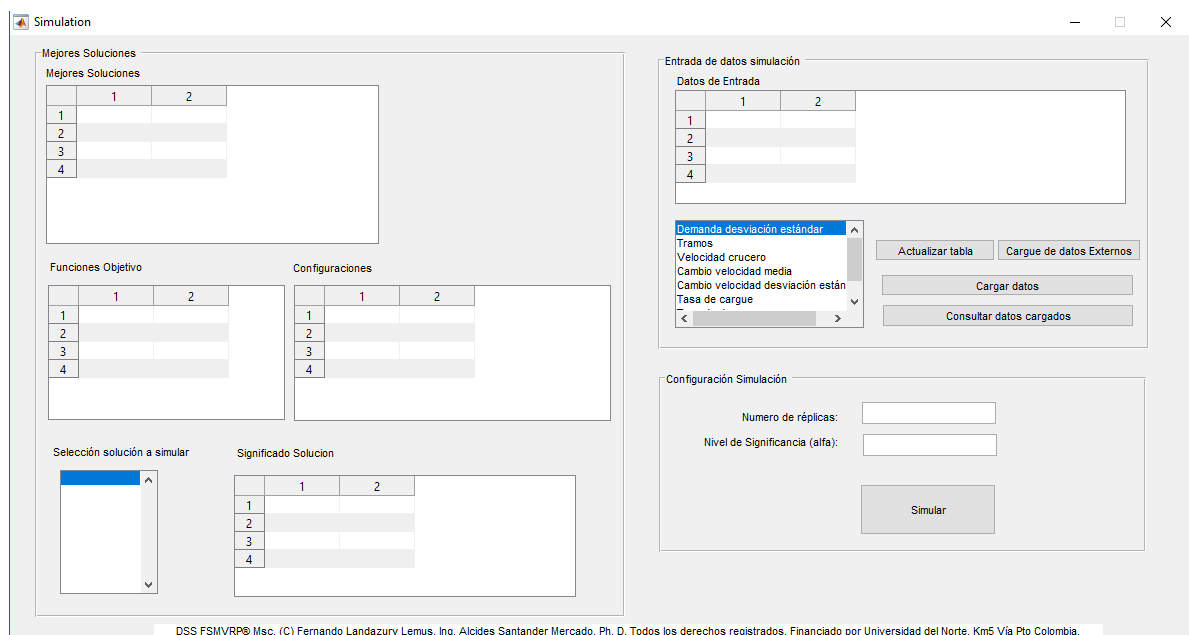 Simulation
Mejores Soluciones
Mejores Soluciones
1 2
1
2
3
4
Funciones Objetivo
1 2
1
2
3
4
Configuraciones
1 2
1
2
3
4
Selección solución a simular
Significado Solucion
1 2
1
2
3
4
Entrada de datos simulación
Datos de Entrada
1 2
1
2
3
4
Demanda desviación estándar
Tramos
Velocidad crucero
Cambio velocidad media
Cambio velocidad desviación están
Tasa de cargue
Actualizar tabla
Cargue de datos Externos
Cargar datos
Consultar datos cargados
Configuración Simulación
Numero de réplicas:
Nivel de Significancia (alfa):
Simular
DSS FSMVRP® Msc. (C) Fernando Landazury Lemus, Ing. Alcides Santander Mercado, Ph. D. Todos los derechos registrados. Financiado por Universidad del Norte, Km5 Vía Pto Colombia,